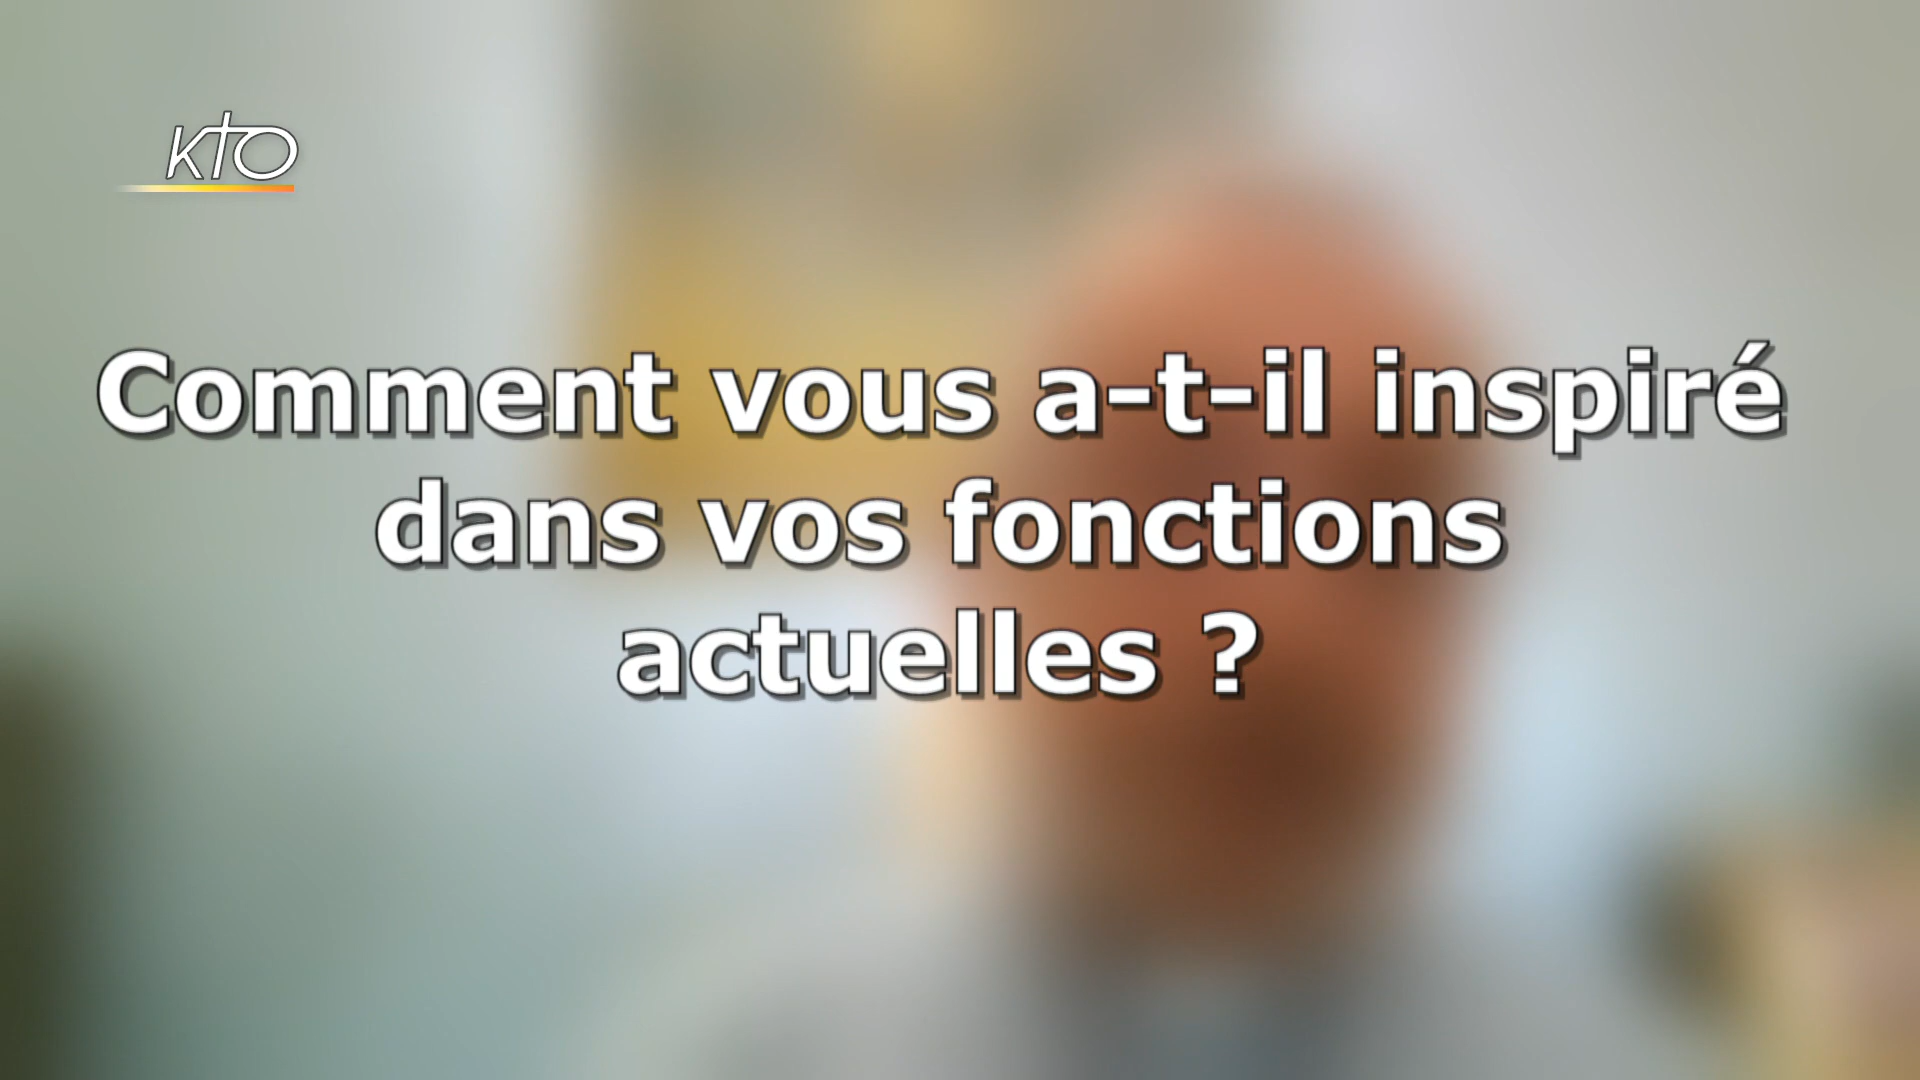 KTO
Comment vous a-t-il inspiré
dans vos fonctions
actuelles ?